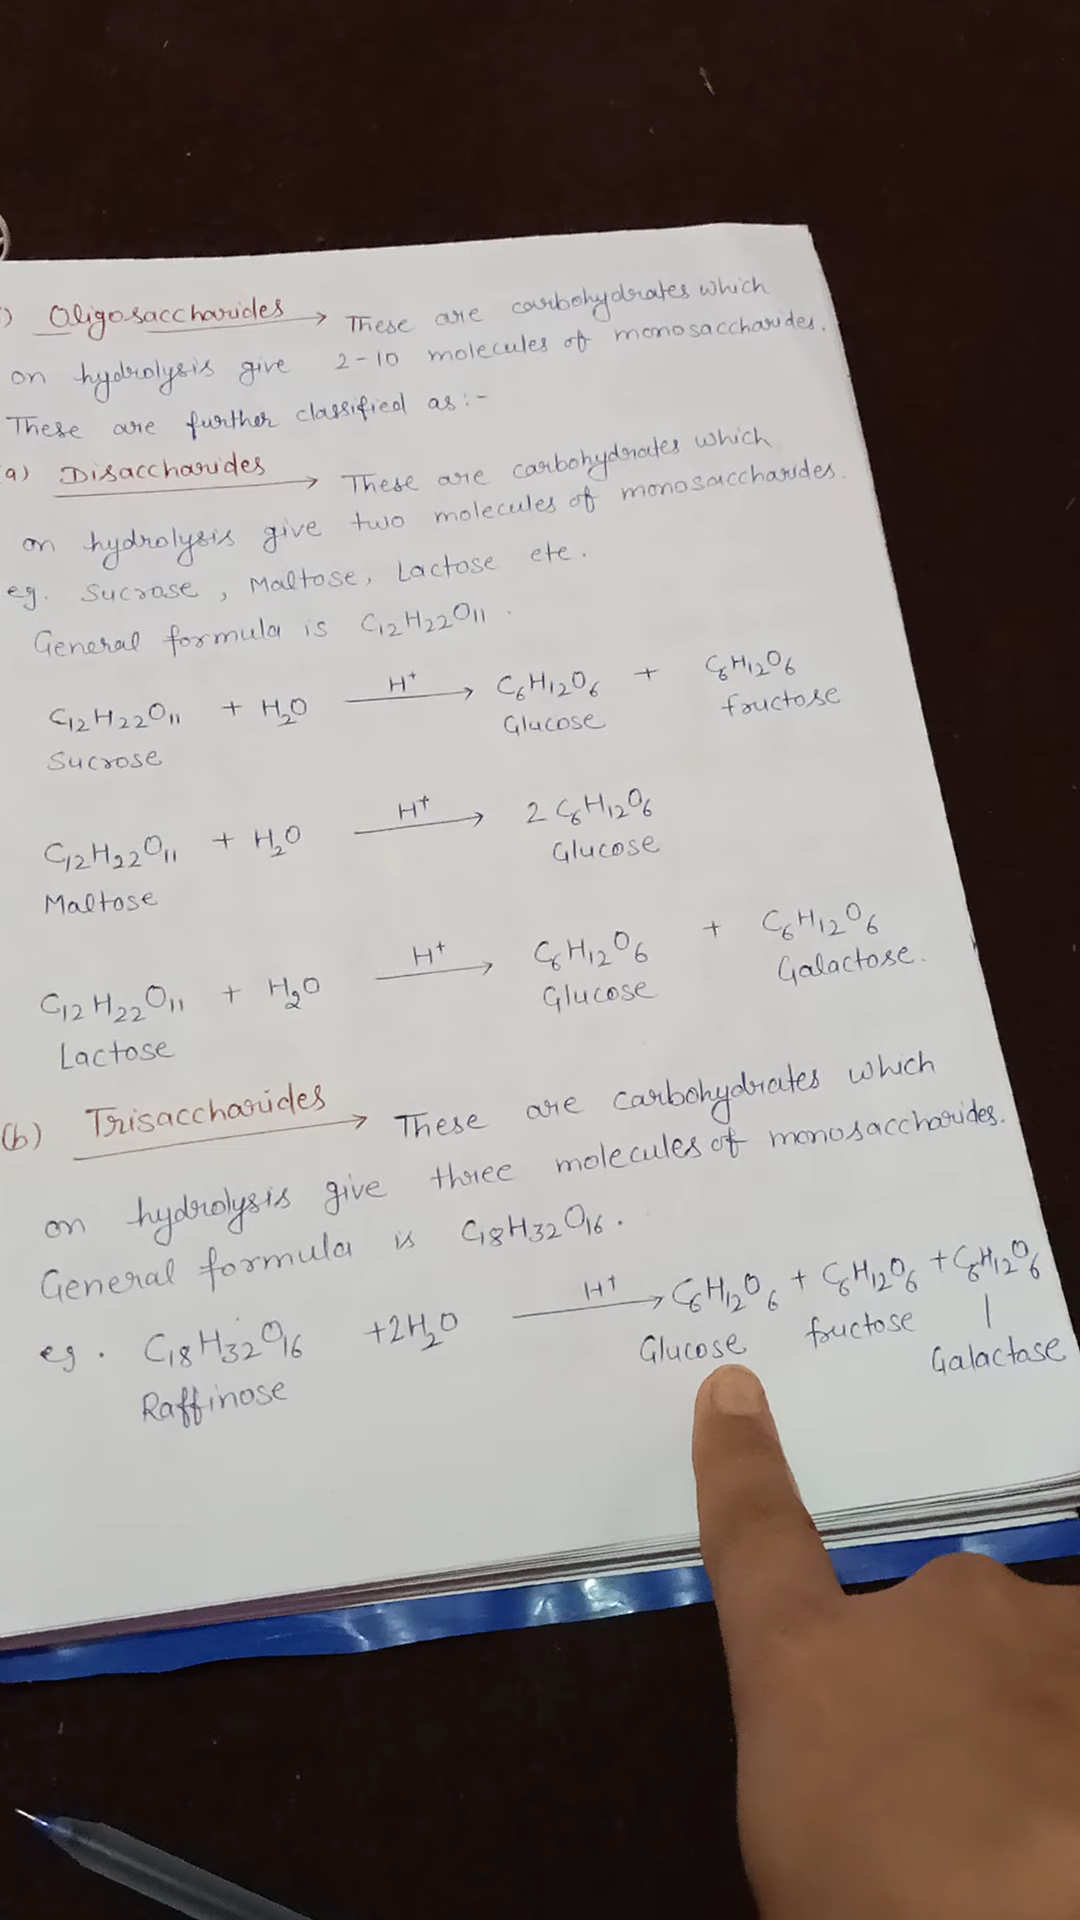 ) Oligosaccharides → These are carbohydrates which
on hydrolysis give 2-10 molecules of monosaccharides.
These are further classified as:-
a) Disaccharides → These are carbohydrates which
on hydrolysis give two molecules of monosaccharides.
eg. Sucrose, Maltose, Lactose etc.
General formula is C12H22O11.
C12H22O11 + H2O H+ → C6H12O6 + C6H12O6
Sucrose Glucose fructose
C12H22O11 + H2O H+ → 2 C6H12O6
Maltose Glucose
C12H22O11 + H2O H+ → C6H12O6 + C6H12O6
Lactose Glucose Galactose.
(b) Trisaccharides → These are carbohydrates which
on hydrolysis give three molecules of monosaccharides.
General formula is C18H32O16.
eg. C18H32O16 +2H2O H+ → C6H12O6 + C6H12O6 + C6H12O6
Raffinose Glucose fructose Galactose